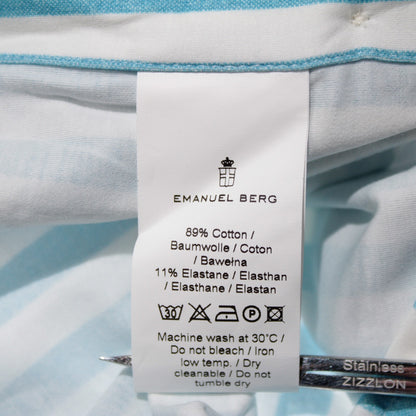 EMANUEL BERG
89% Cotton /
Baumwolle / Coton
/ Bawełna
11% Elastane / Elasthan
/ Elasthane / Elastan
30
Machine wash at 30°C /
Do not bleach / Iron
low temp. / Dry
cleanable / Do not
tumble dry
Stainless
ZIZZLON